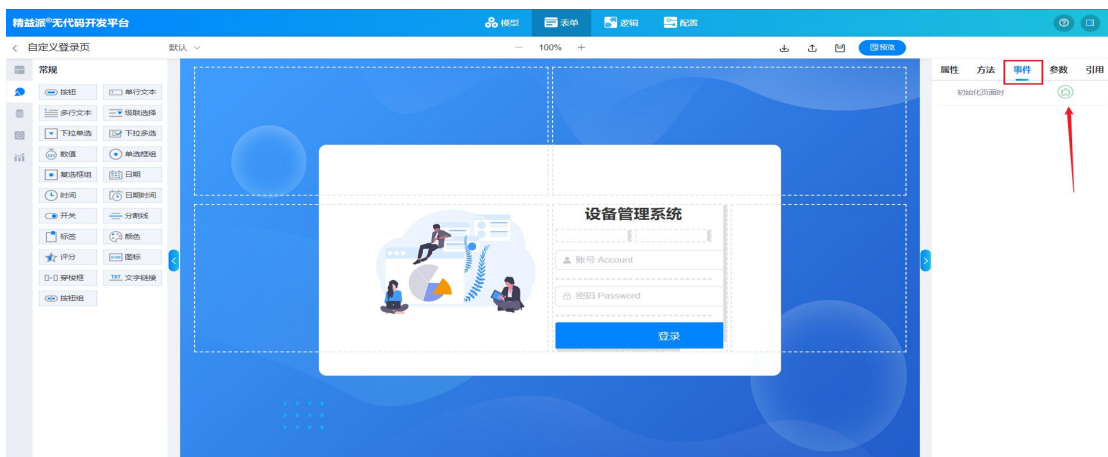 精益派®无代码开发平台
模型 表单 逻辑 配置
自定义登录页 默认 — 100% + 预览
常规
按钮 单行文本
多行文本 级联选择
下拉单选 下拉多选
数值 单选框组
复选框组 日期
时间 日期时间
开关 分割线
标签 颜色
评分 图标
穿梭框 文字链接
按钮组
设备管理系统
账号 Account
密码 Password
登录
属性 方法 事件 参数 引用
初始化页面时